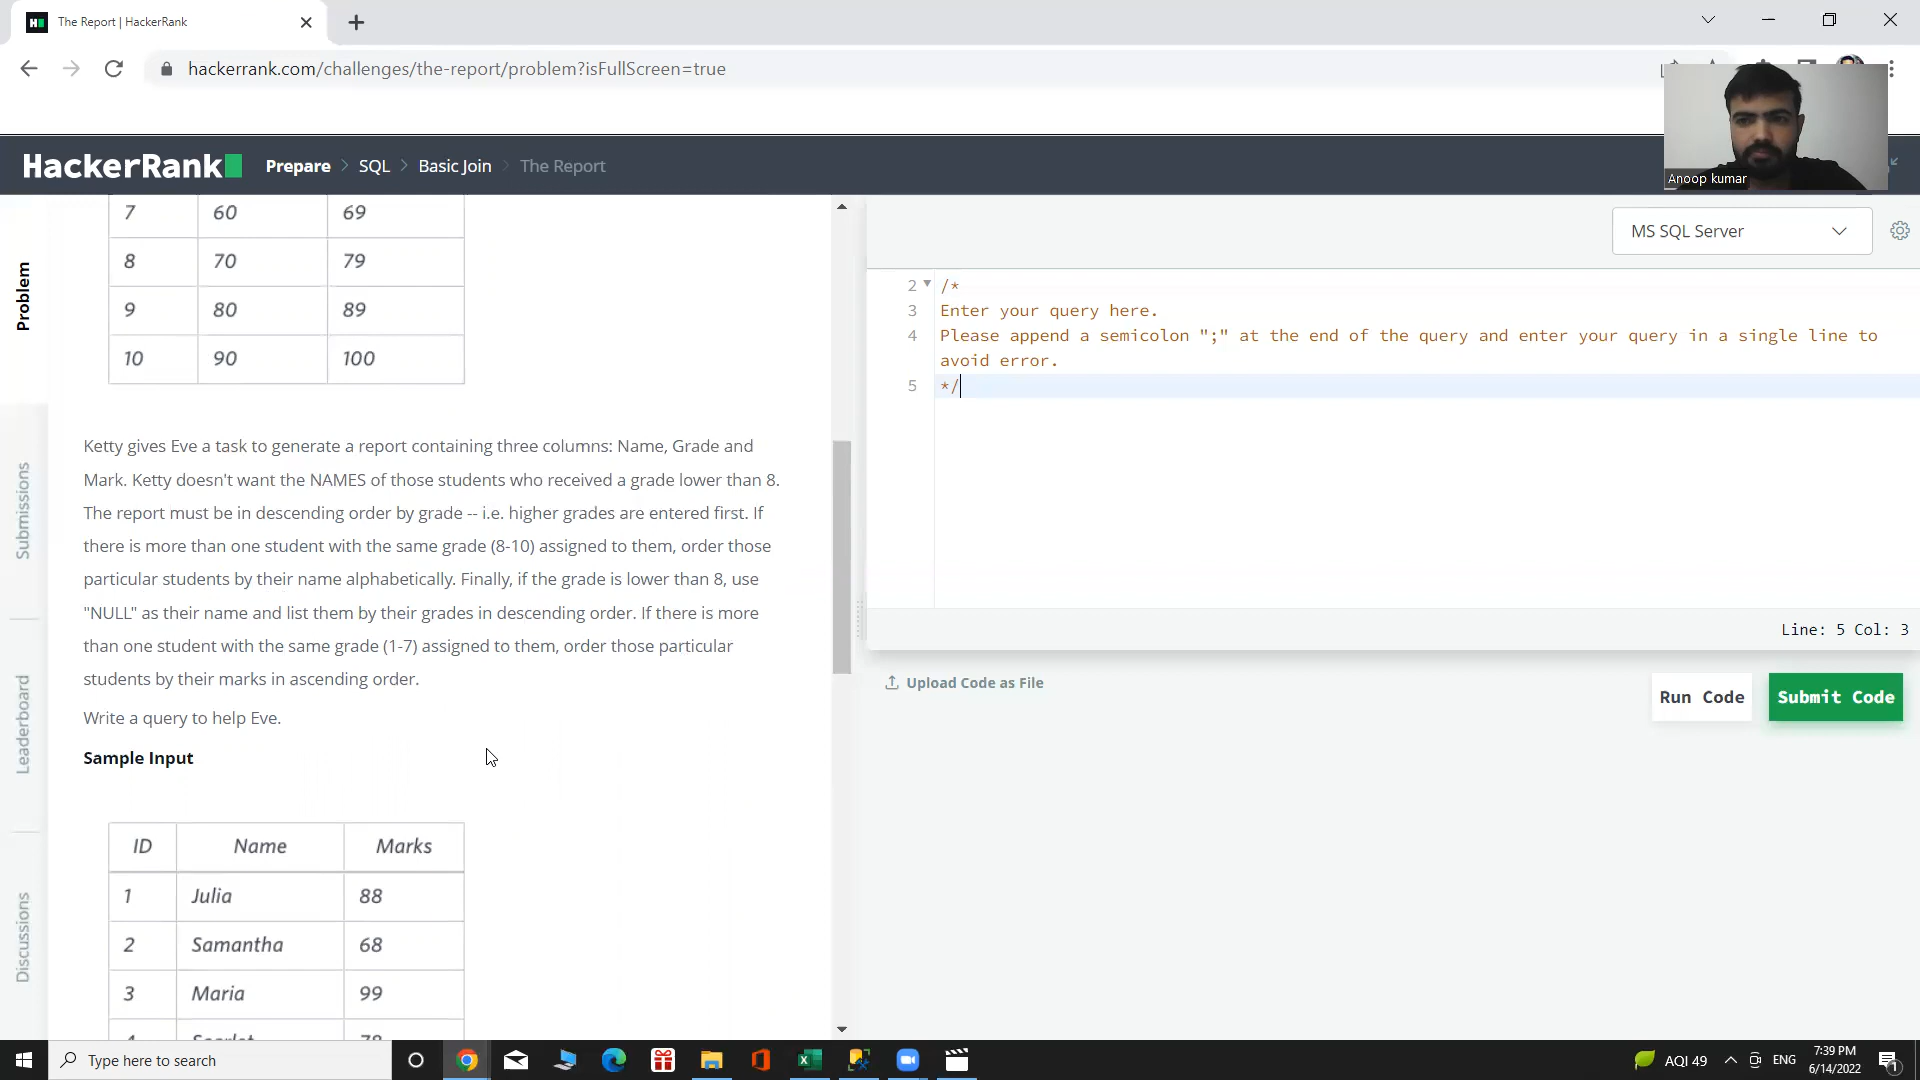 The Report | HackerRank
hackerrank.com/challenges/the-report/problem?isFullScreen=true
Anoop kumar
HackerRank
Prepare > SQL > Basic Join > The Report
Problem
Submissions
Leaderboard
Discussions
7 60 69
8 70 79
9 80 89
10 90 100
Ketty gives Eve a task to generate a report containing three columns: Name, Grade and
Mark. Ketty doesn't want the NAMES of those students who received a grade lower than 8.
The report must be in descending order by grade -- i.e. higher grades are entered first. If
there is more than one student with the same grade (8-10) assigned to them, order those
particular students by their name alphabetically. Finally, if the grade is lower than 8, use
"NULL" as their name and list them by their grades in descending order. If there is more
than one student with the same grade (1-7) assigned to them, order those particular
students by their marks in ascending order.
Write a query to help Eve.
Sample Input
ID Name Marks
1 Julia 88
2 Samantha 68
3 Maria 99
MS SQL Server
2 /*
3 Enter your query here.
4 Please append a semicolon ";" at the end of the query and enter your query in a single line to
avoid error.
5 */
Line: 5 Col: 3
Upload Code as File
Run Code
Submit Code
Type here to search
AQI 49
ENG
7:39 PM
6/14/2022
1